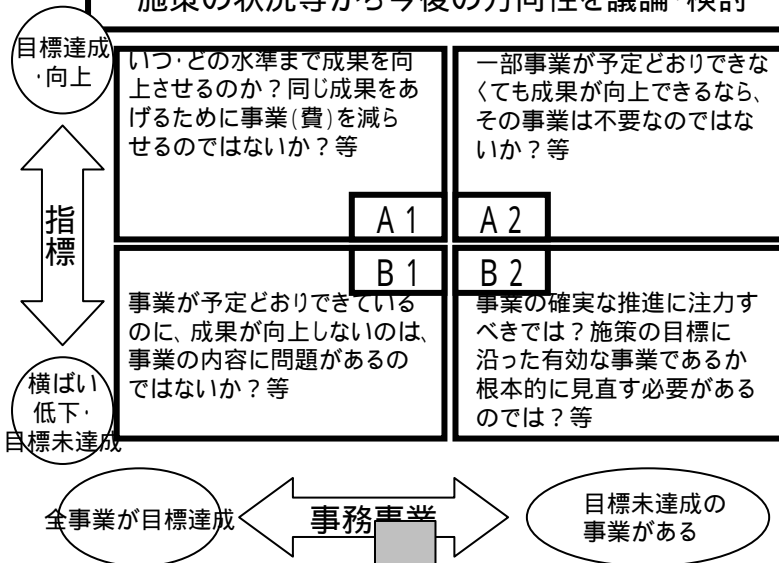 施策の状況等から今後の方向性を議論・検討
目標達成
・向上
いつ・どの水準まで成果を向
上させるのか？同じ成果をあ
げるために事業(費)を減ら
せるのではないか？等
A1
一部事業が予定どおりできな
くても成果が向上できるなら、
その事業は不要なのではな
いか？等
A2
指
標
B1
事業が予定どおりできている
のに、成果が向上しないのは、
事業の内容に問題があるの
ではないか？等
B2
事業の確実な推進に注力す
べきでは？施策の目標に
沿った有効な事業であるか
根本的に見直す必要がある
のでは？等
横ばい
低下・
目標未達成
全事業が目標達成
事務事業
目標未達成の
事業がある